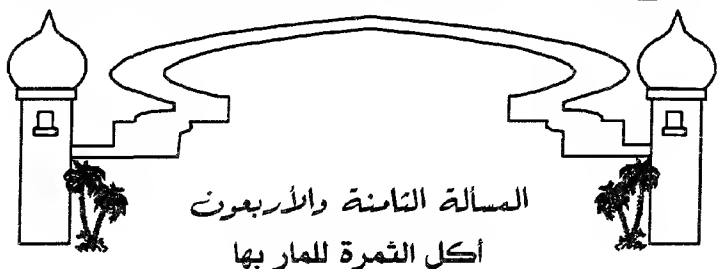 المسألة الثامنة والأربعون
أكل الثمرة للمار بها